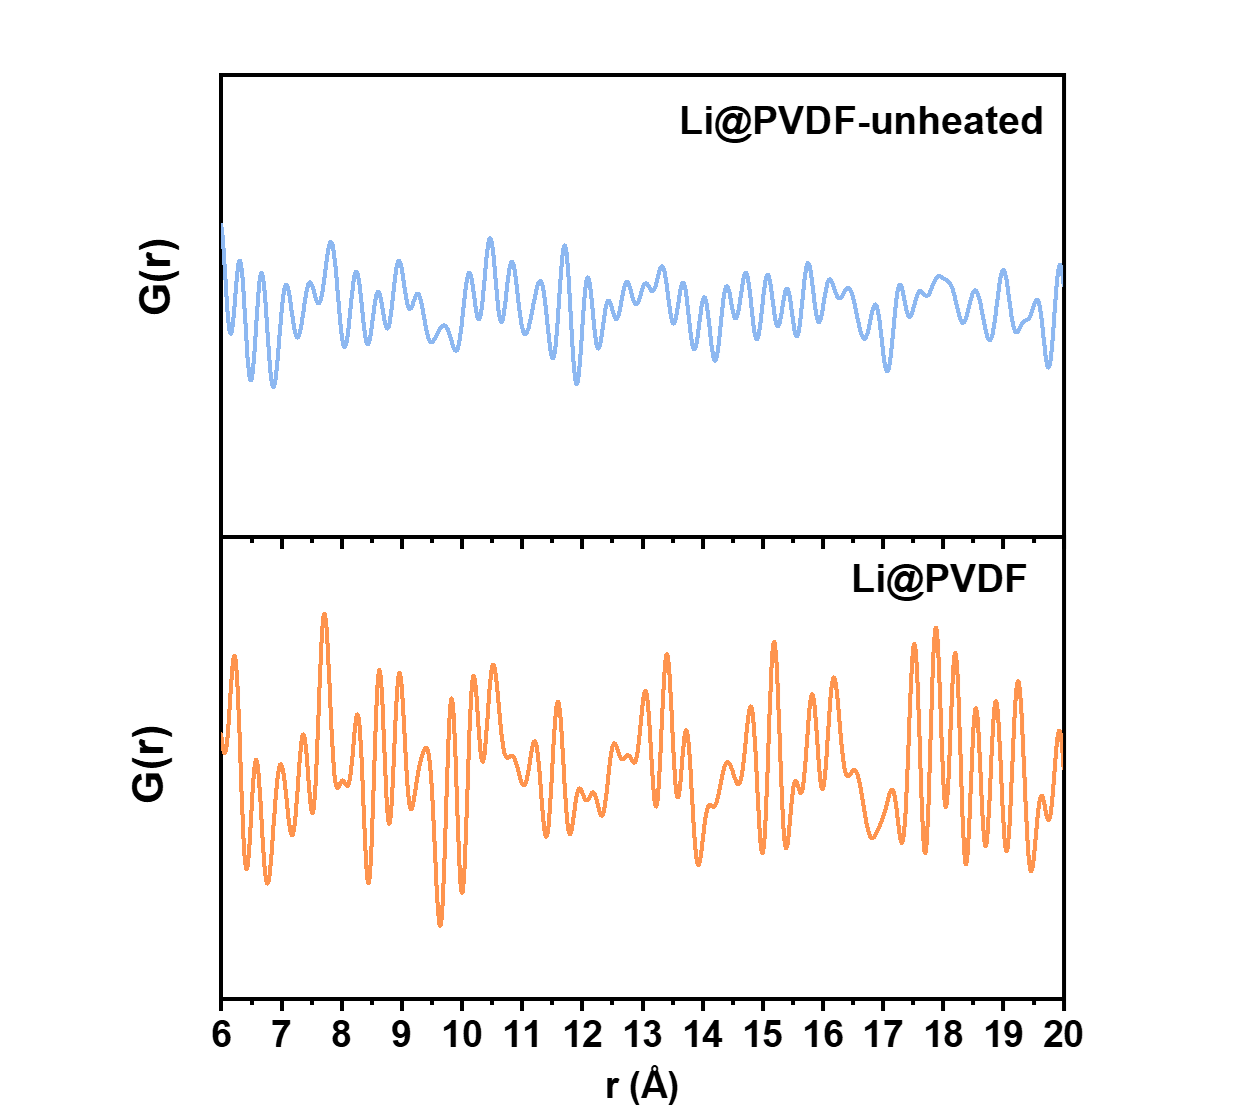 Li@PVDF-unheated
G(r)
Li@PVDF
G(r)
6 7 8 9 10 11 12 13 14 15 16 17 18 19 20
r (Å)